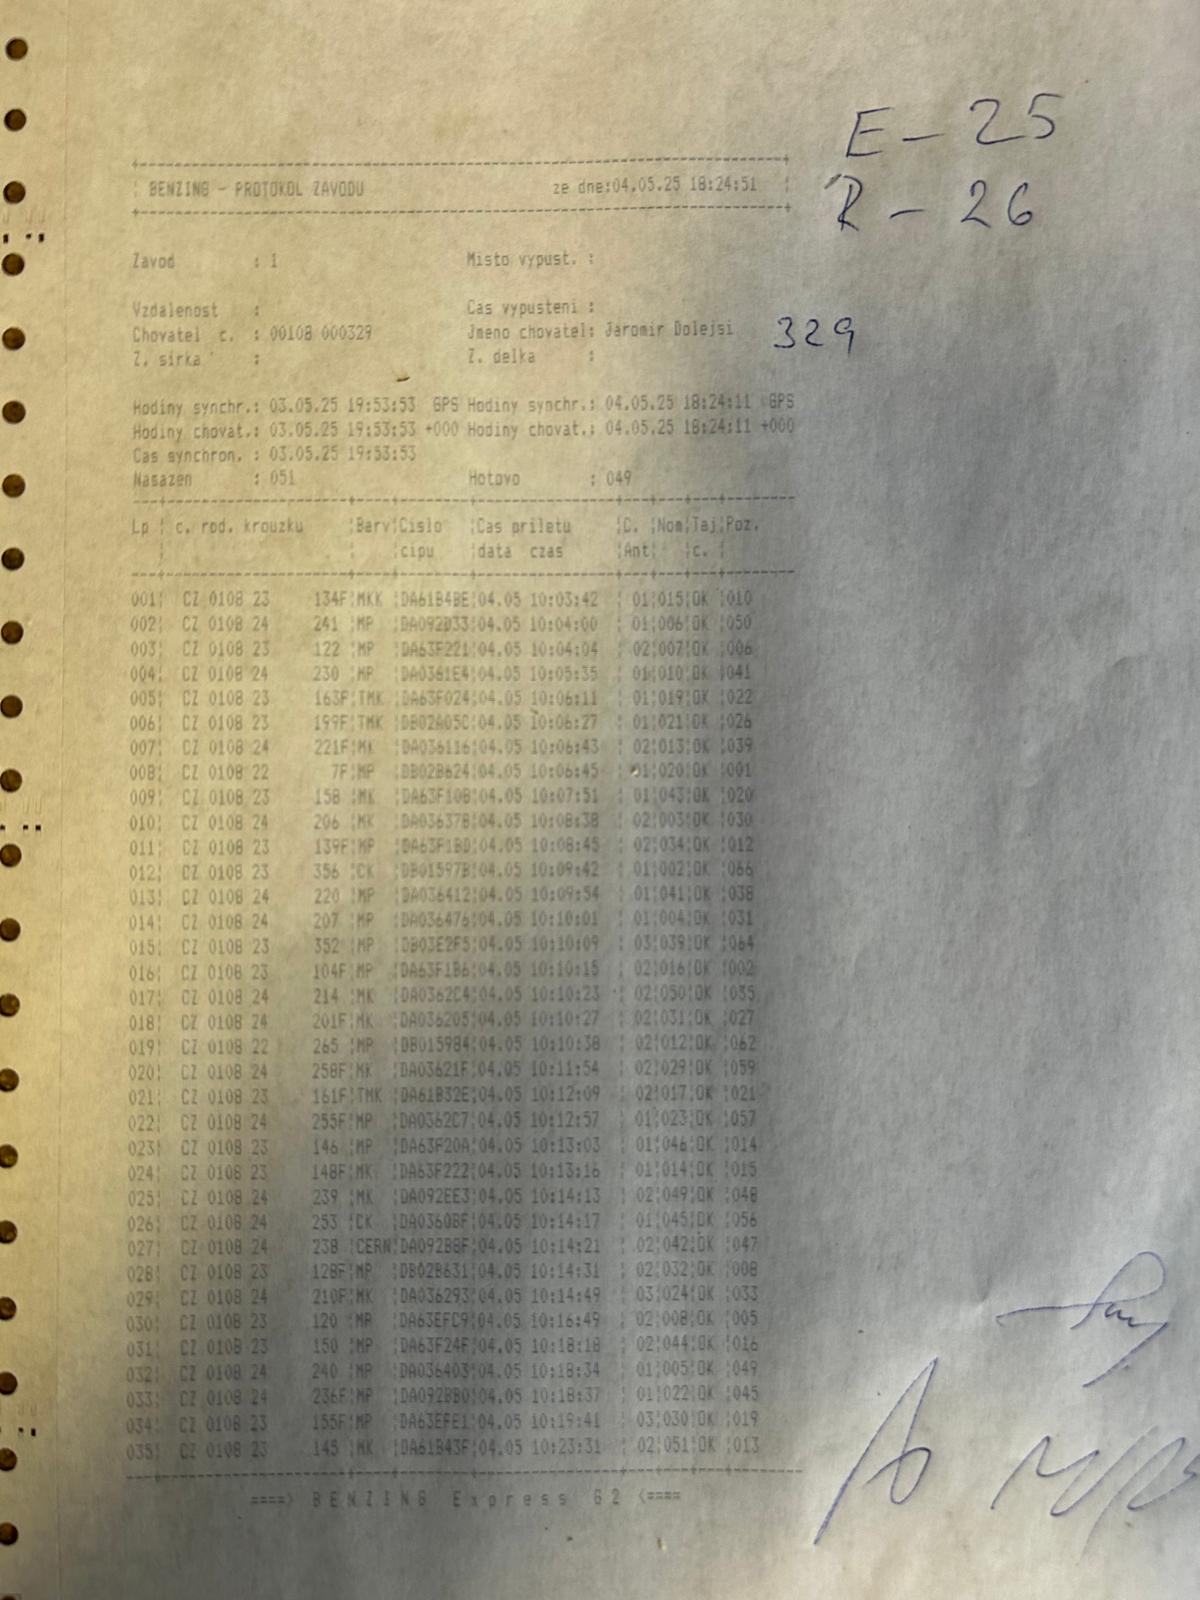 E - 25
BENZING - PROTOKOL ZAVODU ze dne:04.05.25 18:24:51
R - 26
Zavod : 1 Misto vypust. :
Vzdalenost : Cas vypusteni :
Chovatel c. : 00108 000329 Jmeno chovatel: Jaromir Dolejsi 329
Z. sirka : Z. delka :
Hodiny synchr.: 03.05.25 19:53:53 GPS Hodiny synchr.: 04.05.25 18:24:11 GPS
Hodiny chovat.: 03.05.25 19:53:53 +000 Hodiny chovat.: 04.05.25 18:24:11 +000
Cas synchron. : 03.05.25 19:53:53
Nasazen : 051 Hotovo : 049
Lp | c. rod. krouzku |Barv|Cislo |Cas priletu |C. |Nom|Taj|Poz.
| | |cipu |data czas |Ant| |c. |
001| CZ 0108 23 134F|MKK |DA61B4BE|04.05 10:03:42 | 01|015|OK |010
002| CZ 0108 24 241 |MP |DA092D33|04.05 10:04:00 | 01|006|OK |050
003| CZ 0108 23 122 |MP |DA63F221|04.05 10:04:04 | 02|007|OK |006
004| CZ 0108 24 230 |MP |DA0361E4|04.05 10:05:35 | 01|010|OK |041
005| CZ 0108 23 163F|TMK |DA63F024|04.05 10:06:11 | 01|019|OK |022
006| CZ 0108 23 199F|TMK |DB02A05C|04.05 10:06:27 | 01|021|OK |026
007| CZ 0108 24 221F|MK |DA036116|04.05 10:06:43 | 02|013|OK |039
008| CZ 0108 22 7F|MP |DB02B624|04.05 10:06:45 | 01|020|OK |001
009| CZ 0108 23 158 |MK |DA63F10B|04.05 10:07:51 | 01|043|OK |020
010| CZ 0108 24 206 |MK |DA036378|04.05 10:08:38 | 02|003|OK |030
011| CZ 0108 23 139F|MP |DA63F1BD|04.05 10:08:45 | 02|034|OK |012
012| CZ 0108 23 356 |CK |DB01597B|04.05 10:09:42 | 01|002|OK |066
013| CZ 0108 24 220 |MP |DA036412|04.05 10:09:54 | 01|041|OK |038
014| CZ 0108 24 207 |MP |DA036476|04.05 10:10:01 | 01|004|OK |031
015| CZ 0108 23 352 |MP |DB03E2F5|04.05 10:10:09 | 03|039|OK |064
016| CZ 0108 23 104F|MP |DA63F1B6|04.05 10:10:15 | 02|016|OK |002
017| CZ 0108 24 214 |MK |DA0362C4|04.05 10:10:23 | 02|050|OK |035
018| CZ 0108 24 201F|MK |DA036205|04.05 10:10:27 | 02|031|OK |027
019| CZ 0108 22 265 |MP |DB015984|04.05 10:10:38 | 02|012|OK |062
020| CZ 0108 24 258F|MK |DA03621F|04.05 10:11:54 | 02|029|OK |059
021| CZ 0108 23 161F|TMK |DA61B32E|04.05 10:12:09 | 02|017|OK |021
022| CZ 0108 24 255F|MP |DA0362C7|04.05 10:12:57 | 01|023|OK |057
023| CZ 0108 23 146 |MP |DA63F20A|04.05 10:13:03 | 01|046|OK |014
024| CZ 0108 23 148F|MK |DA63F222|04.05 10:13:16 | 01|014|OK |015
025| CZ 0108 24 239 |MK |DA092EE3|04.05 10:14:13 | 02|049|OK |048
026| CZ 0108 24 253 |CK |DA0360BF|04.05 10:14:17 | 01|045|OK |056
027| CZ 0108 24 238 |CERN|DA092B8F|04.05 10:14:21 | 02|042|OK |047
028| CZ 0108 23 128F|MP |DB02B631|04.05 10:14:31 | 02|032|OK |008
029| CZ 0108 24 210F|MK |DA036293|04.05 10:14:49 | 03|024|OK |033
030| CZ 0108 23 120 |MP |DA63EFC9|04.05 10:16:49 | 02|008|OK |005
031| CZ 0108 23 150 |MP |DA63F24F|04.05 10:18:18 | 02|044|OK |016
032| CZ 0108 24 240 |MP |DA036403|04.05 10:18:34 | 01|005|OK |049
033| CZ 0108 24 236F|MP |DA092BB0|04.05 10:18:37 | 01|022|OK |045
034| CZ 0108 23 155F|MP |DA63EFE1|04.05 10:19:41 | 03|030|OK |019
035| CZ 0108 23 145 |MK |DA61B43F|04.05 10:23:31 | 02|051|OK |013
====> BENZING Express G2 <====